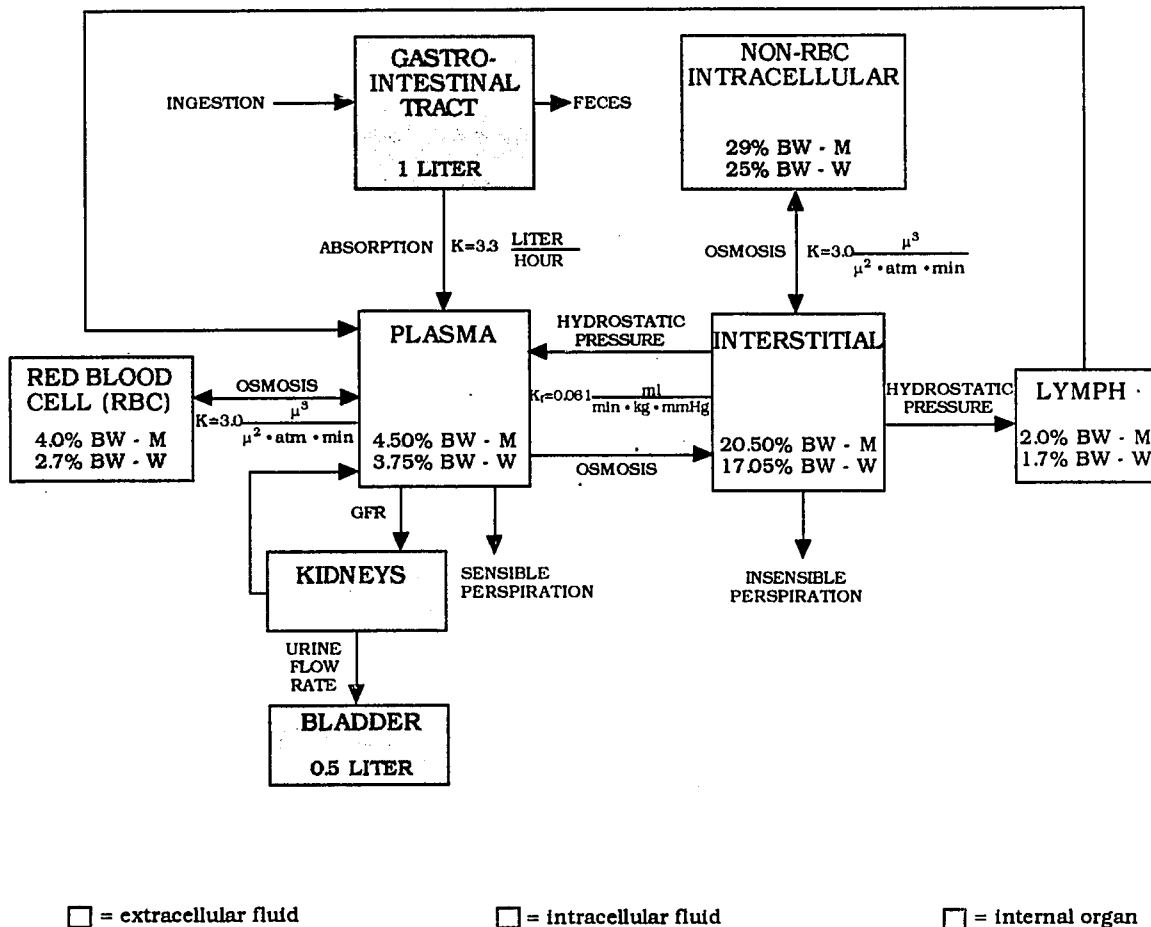 GASTRO-
INTESTINAL
TRACT
1 LITER
INGESTION
FECES
NON-RBC
INTRACELLULAR
29% BW - M
25% BW - W
ABSORPTION K=3.3 LITER
HOUR
OSMOSIS K=3.0 μ³
μ² • atm • min
PLASMA
4.50% BW - M
3.75% BW - W
HYDROSTATIC
PRESSURE
INTERSTITIAL
20.50% BW - M
17.05% BW - W
RED BLOOD
CELL (RBC)
4.0% BW - M
2.7% BW - W
OSMOSIS
K=3.0 μ³
μ² • atm • min
Kf=0.061 ml
min • kg • mmHg
OSMOSIS
HYDROSTATIC
PRESSURE
LYMPH
2.0% BW - M
1.7% BW - W
GFR
KIDNEYS
SENSIBLE
PERSPIRATION
INSENSIBLE
PERSPIRATION
URINE
FLOW
RATE
BLADDER
0.5 LITER
= extracellular fluid
= intracellular fluid
= internal organ